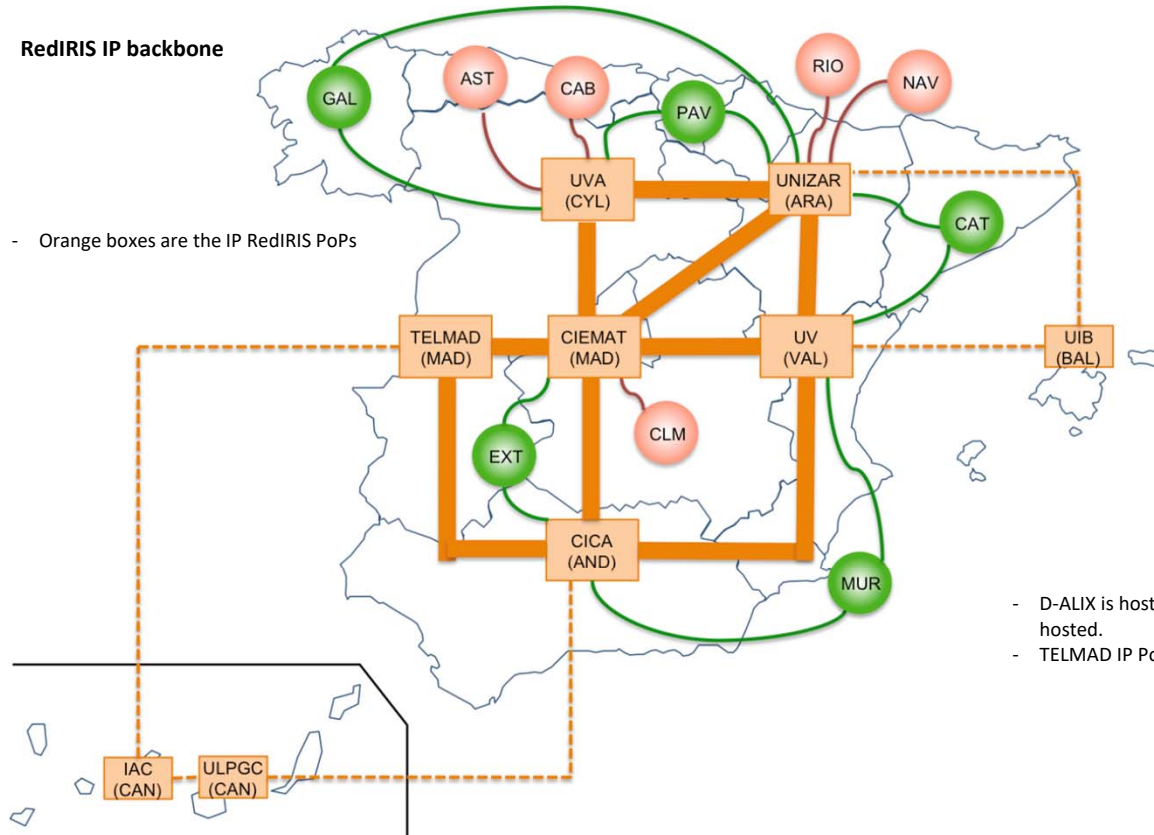 RedIRIS IP backbone
GAL
AST
CAB
PAV
RIO
NAV
UVA
(CYL)
UNIZAR
(ARA)
CAT
- Orange boxes are the IP RedIRIS PoPs
TELMAD
(MAD)
CIEMAT
(MAD)
UV
(VAL)
UIB
(BAL)
EXT
CLM
CICA
(AND)
MUR
- D-ALIX is host
hosted.
- TELMAD IP Po
IAC
(CAN)
ULPGC
(CAN)